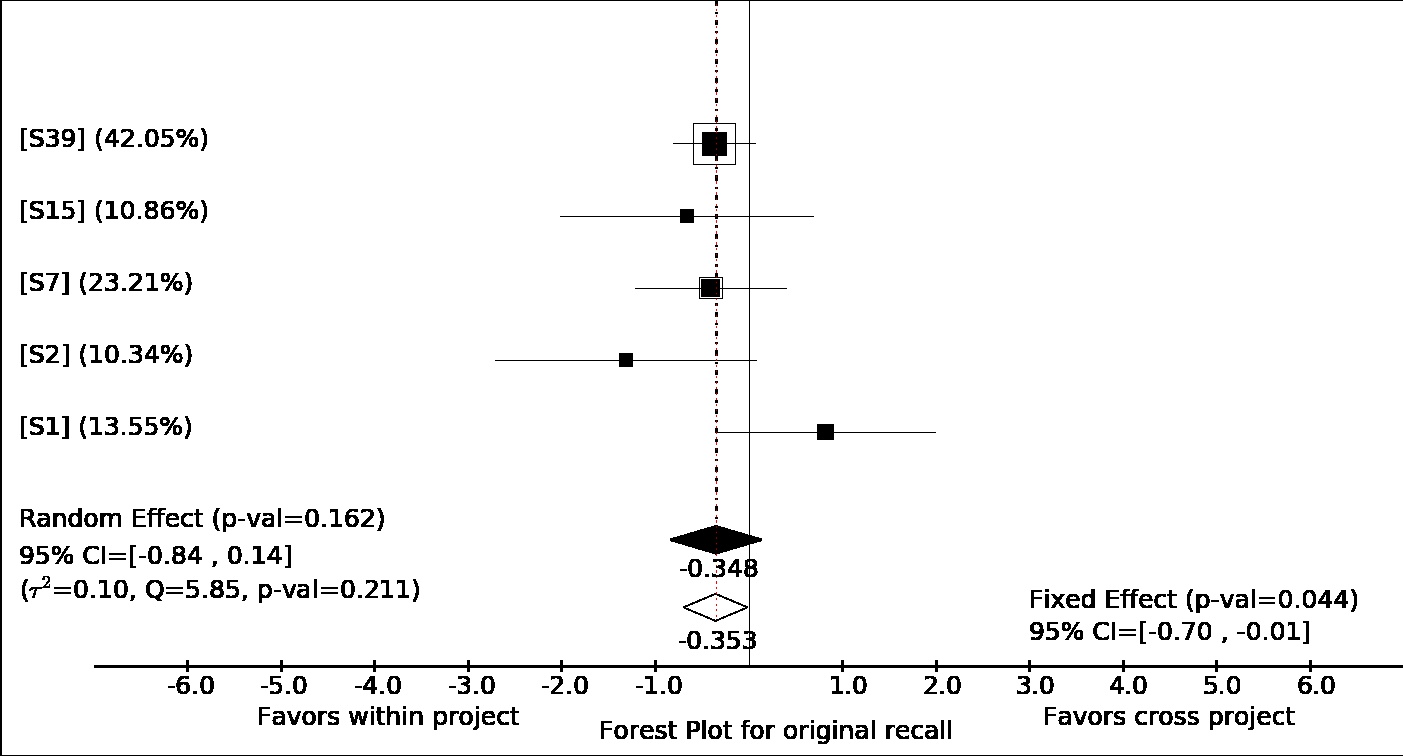 [S39] (42.05%)
[S15] (10.86%)
[S7] (23.21%)
[S2] (10.34%)
[S1] (13.55%)
Random Effect (p-val=0.162)
95% CI=[-0.84 , 0.14]
(τ²=0.10, Q=5.85, p-val=0.211)
-0.348
-0.353
Fixed Effect (p-val=0.044)
95% CI=[-0.70 , -0.01]
-6.0 -5.0 -4.0 -3.0 -2.0 -1.0 1.0 2.0 3.0 4.0 5.0 6.0
Favors within project
Forest Plot for original recall
Favors cross project